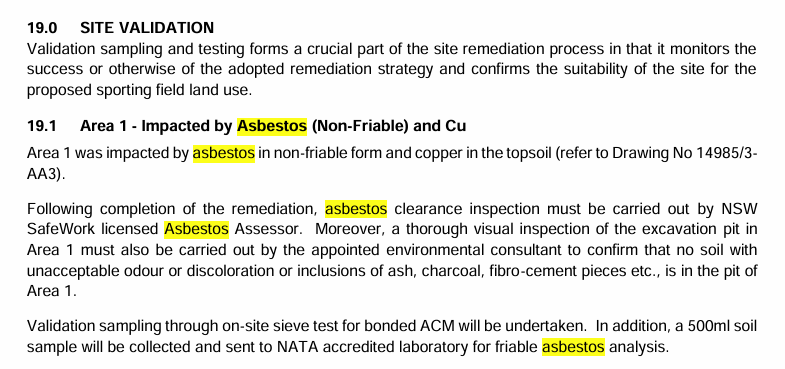 19.0 SITE VALIDATION
Validation sampling and testing forms a crucial part of the site remediation process in that it monitors the
success or otherwise of the adopted remediation strategy and confirms the suitability of the site for the
proposed sporting field land use.
19.1 Area 1 - Impacted by Asbestos (Non-Friable) and Cu
Area 1 was impacted by asbestos in non-friable form and copper in the topsoil (refer to Drawing No 14985/3-
AA3).
Following completion of the remediation, asbestos clearance inspection must be carried out by NSW
SafeWork licensed Asbestos Assessor. Moreover, a thorough visual inspection of the excavation pit in
Area 1 must also be carried out by the appointed environmental consultant to confirm that no soil with
unacceptable odour or discoloration or inclusions of ash, charcoal, fibro-cement pieces etc., is in the pit of
Area 1.
Validation sampling through on-site sieve test for bonded ACM will be undertaken. In addition, a 500ml soil
sample will be collected and sent to NATA accredited laboratory for friable asbestos analysis.